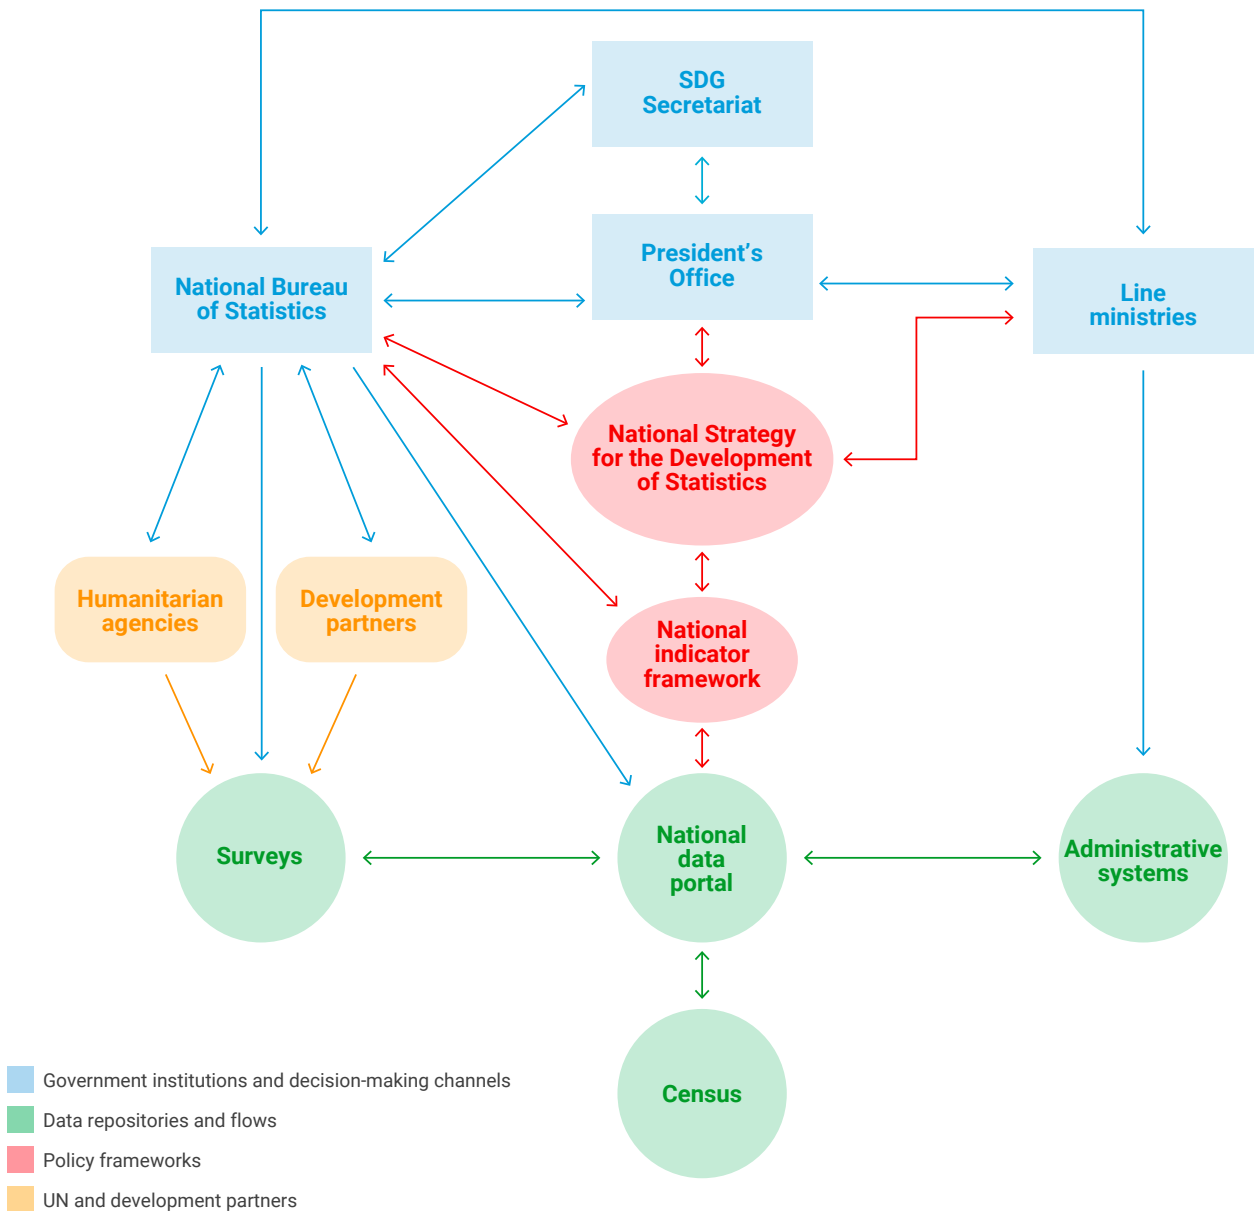 SDG
Secretariat
President's
Office
National Bureau
of Statistics
Line
ministries
National Strategy
for the Development
of Statistics
Humanitarian
agencies
Development
partners
National
indicator
framework
Surveys
National
data
portal
Administrative
systems
Census
Government institutions and decision-making channels
Data repositories and flows
Policy frameworks
UN and development partners